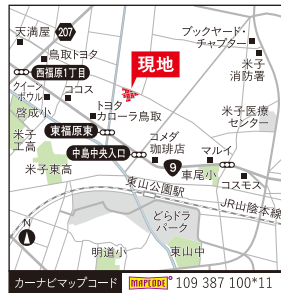 天満屋
207
ブックヤード・
チャプター
鳥取トヨタ
現地
米子
消防署
西福原1丁目
クイーン
ボウル
ココス
トヨタ
カローラ鳥取
米子医療
センター
啓成小
東福原東
米子
工高
コメダ
珈琲店
中島中央入口
マルイ
9
車尾小
米子東高
コスモス
東山公園駅
JR山陰本線
N
どらドラ
パーク
明道小
東山中
カーナビマップコード
MAPCODE
109 387 100*11